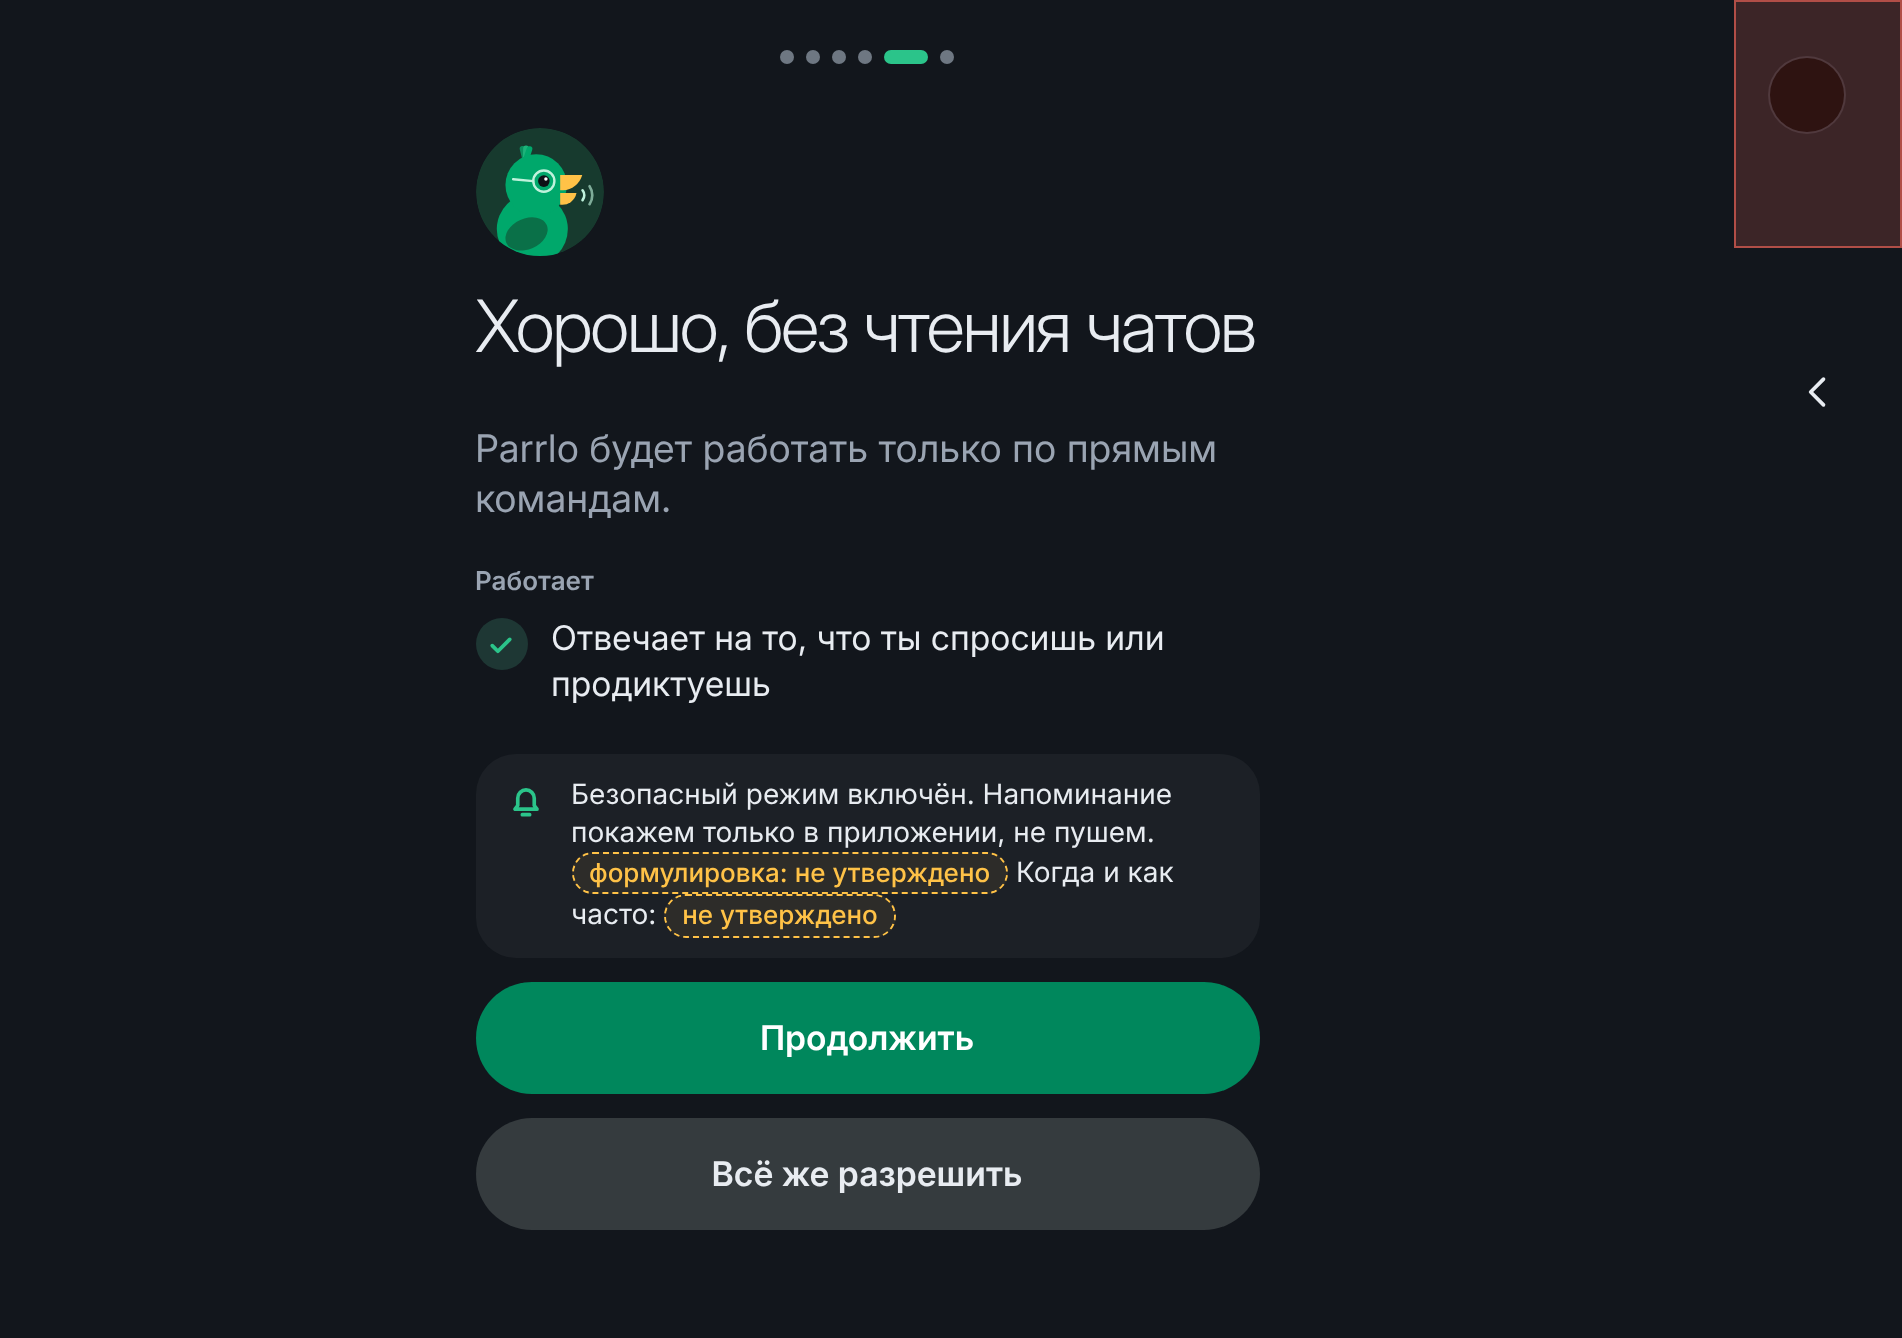 Хорошо, без чтения чатов
Parrlo будет работать только по прямым
командам.
Работает
Отвечает на то, что ты спросишь или
продиктуешь
Безопасный режим включён. Напоминание
покажем только в приложении, не пушем.
формулировка: не утверждено Когда и как
часто: не утверждено
Продолжить
Всё же разрешить